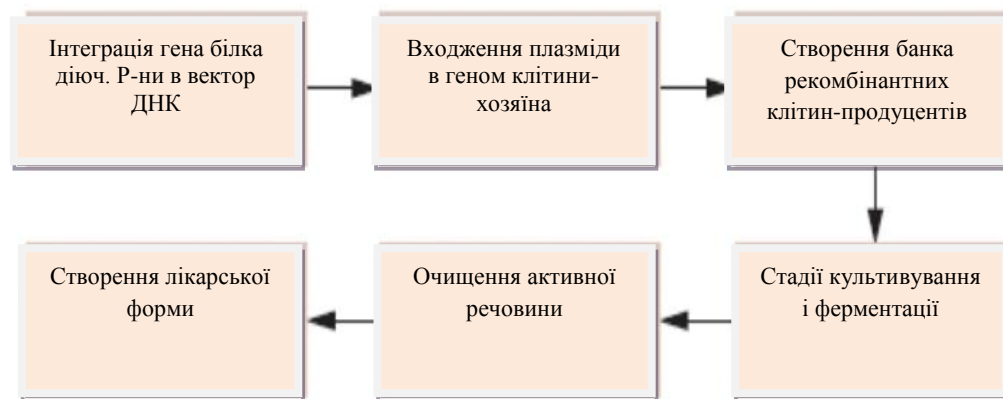 Інтеграція гена білка
діюч. Р-ни в вектор
ДНК
Входження плазміди
в геном клітини-
хозяїна
Створення банка
рекомбінантних
клітин-продуцентів
Стадії культивування
і ферментації
Очищення активної
речовини
Створення лікарської
форми